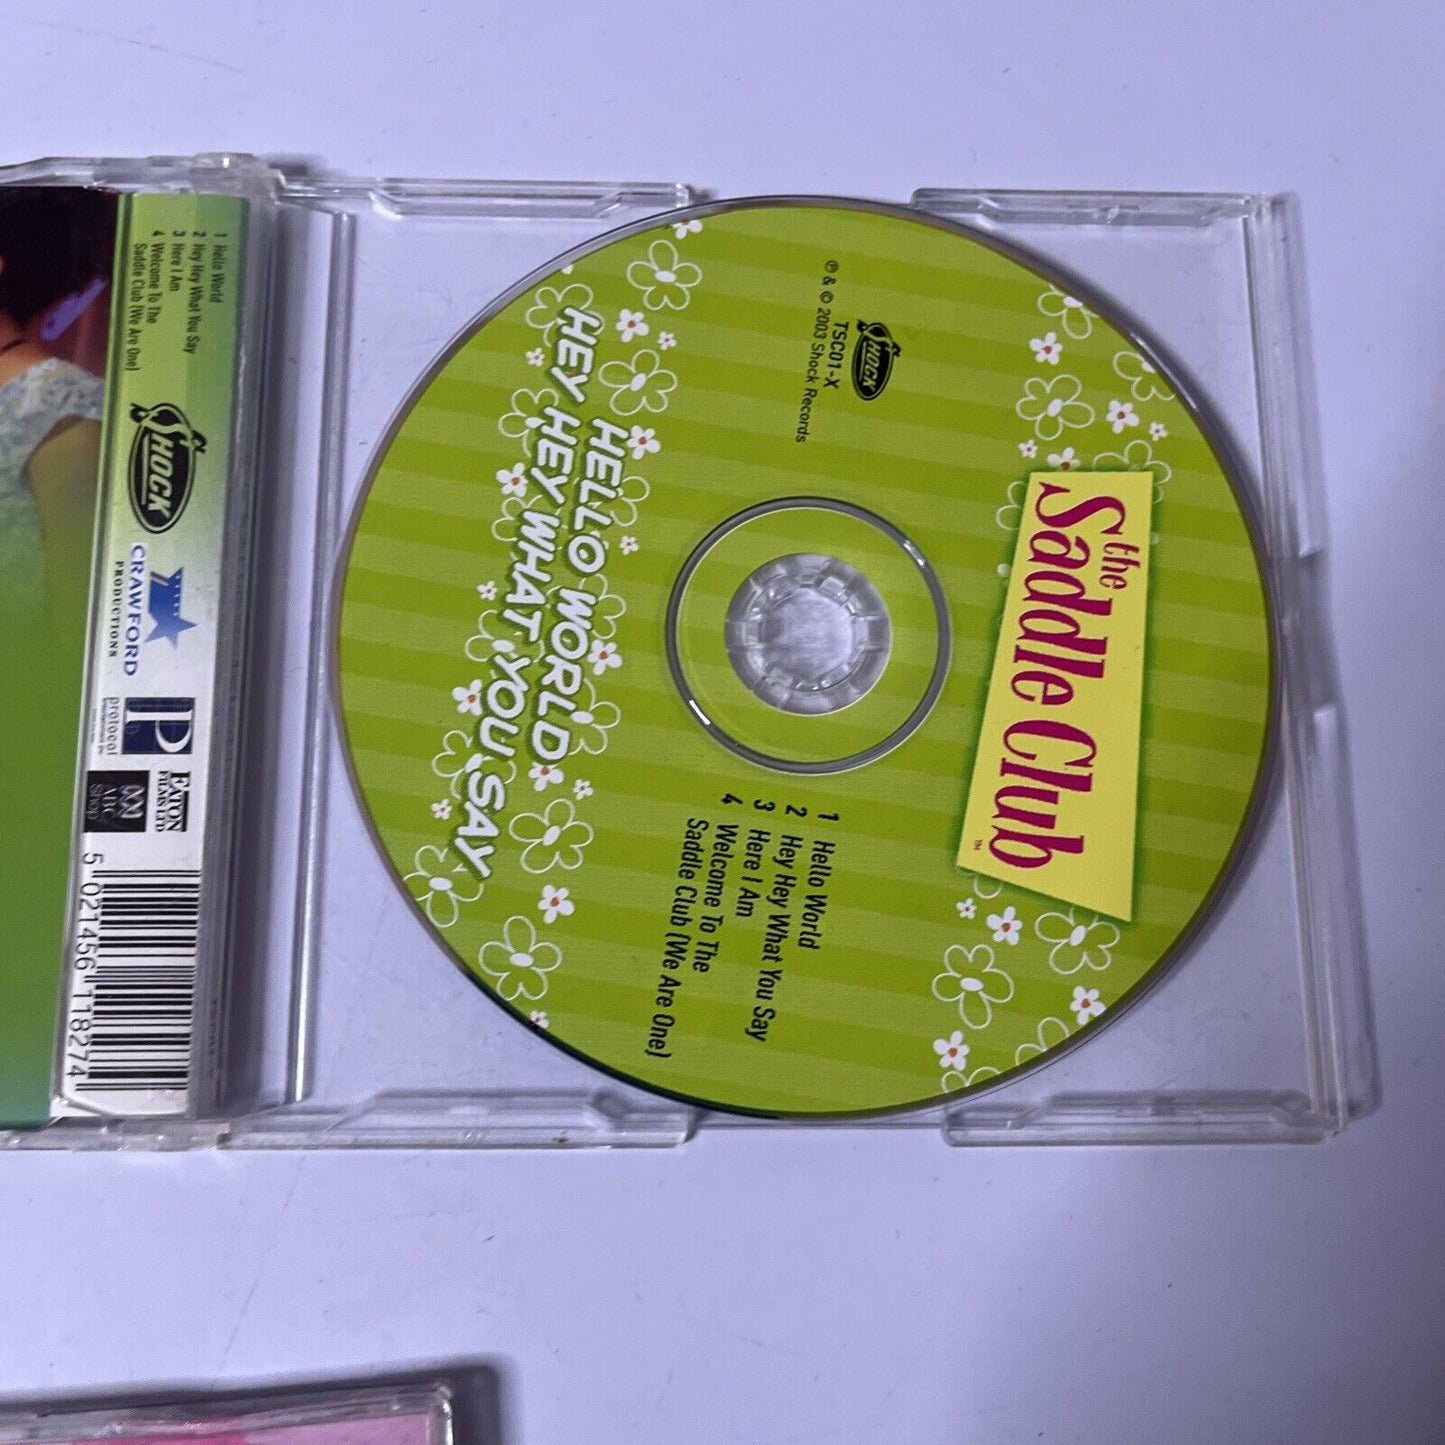 1 Hello World
2 Hey Hey What You Say
3 Here I Am
4 Welcome To The
Saddle Club (We Are One)
SHOCK
CRAWFORD
PRODUCTIONS
P
protocol
EATON
FILMS LTD
ABC
5 021456 118274
the
Saddle Club
™
SHOCK
TSC01-X
℗ & © 2003 Shock Records
1 Hello World
2 Hey Hey What You Say
3 Here I Am
4 Welcome To The
Saddle Club (We Are One)
HELLO WORLD
HEY HEY WHAT YOU SAY